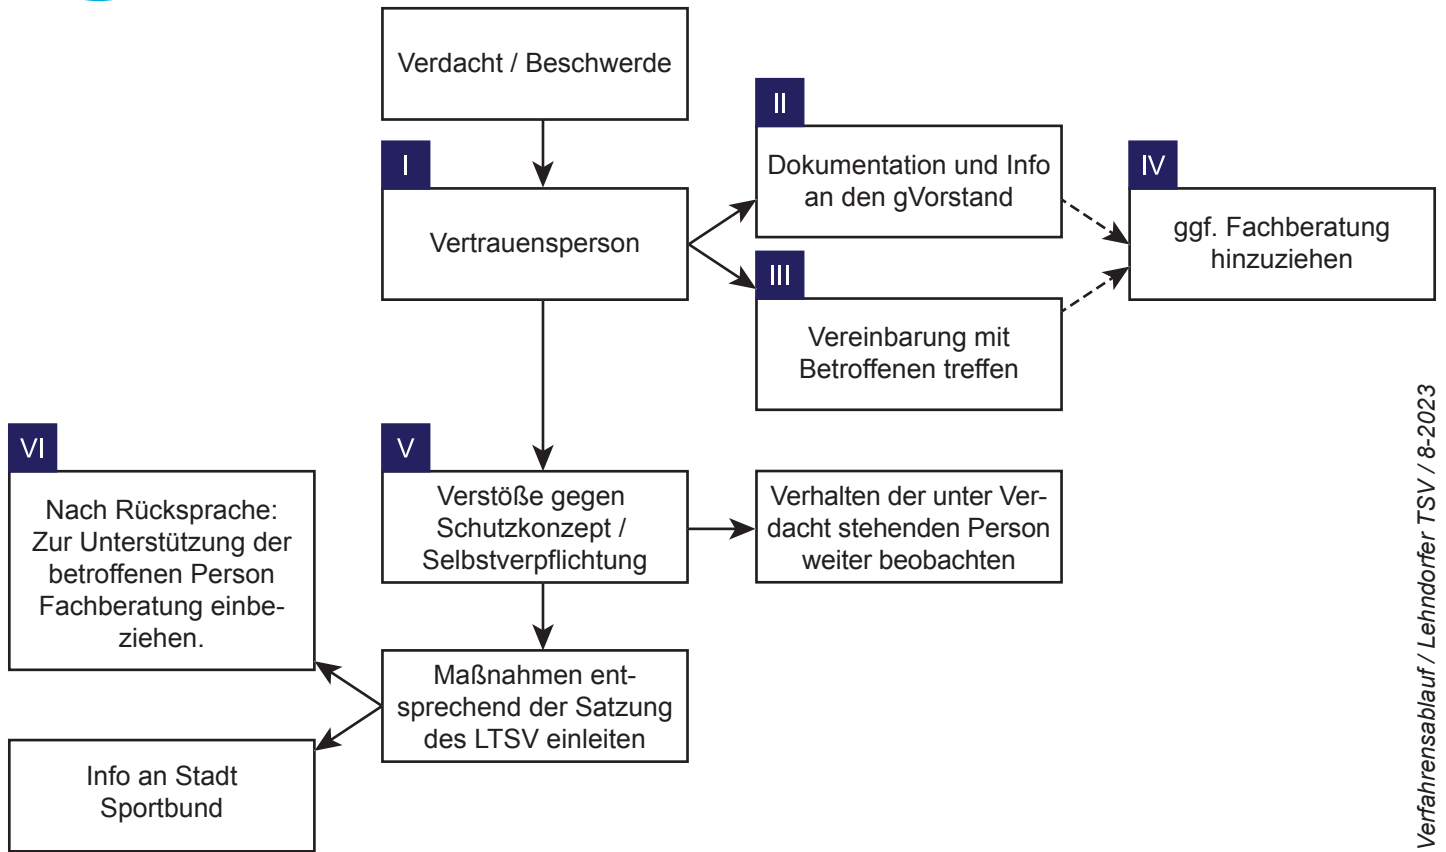 Verdacht / Beschwerde
I
Vertrauensperson
II
Dokumentation und Info
an den gVorstand
III
Vereinbarung mit
Betroffenen treffen
IV
ggf. Fachberatung
hinzuziehen
V
Verstöße gegen
Schutzkonzept /
Selbstverpflichtung
Verhalten der unter Ver-
dacht stehenden Person
weiter beobachten
Maßnahmen ent-
sprechend der Satzung
des LTSV einleiten
VI
Nach Rücksprache:
Zur Unterstützung der
betroffenen Person
Fachberatung einbe-
ziehen.
Info an Stadt
Sportbund
Verfahrensablauf / Lehndorfer TSV / 8-2023